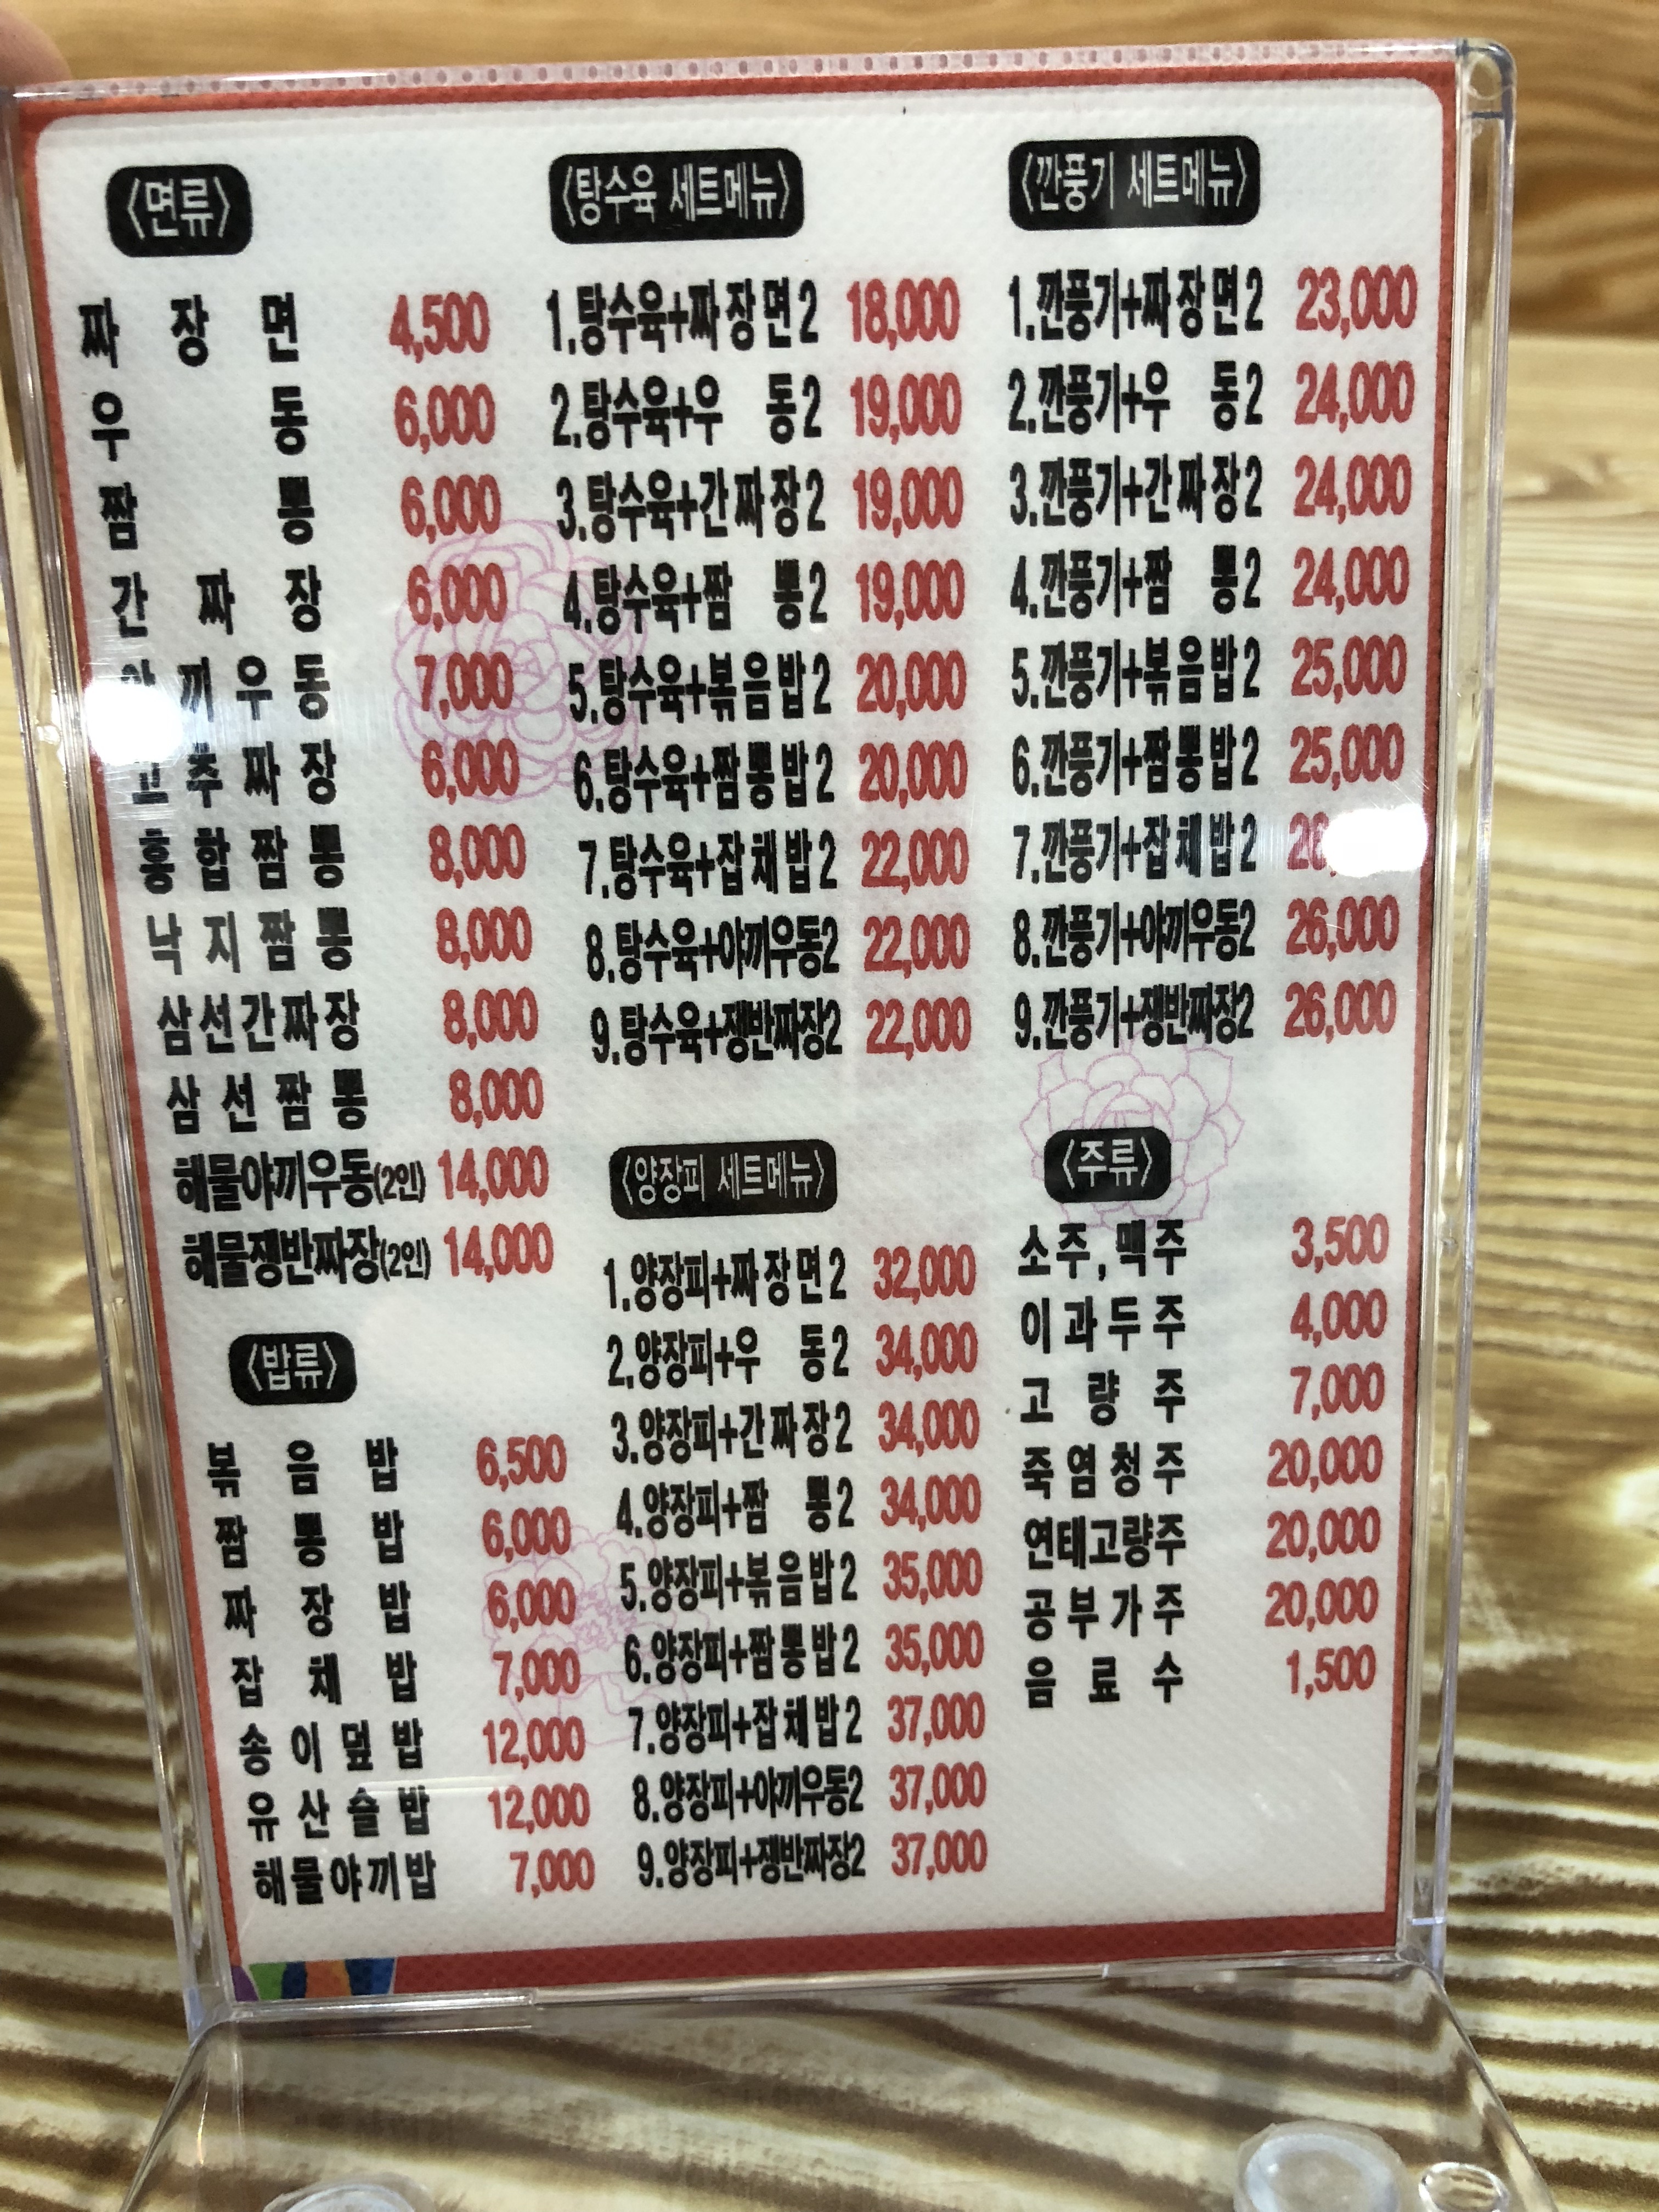 <면류>
짜장면 4,500
우동 6,000
짬뽕 6,000
간짜장 6,000
야끼우동 7,000
고추짜장 6,000
홍합짬뽕 8,000
낙지짬뽕 8,000
삼선간짜장 8,000
삼선짬뽕 8,000
해물야끼우동(2인) 14,000
해물쟁반짜장(2인) 14,000
<밥류>
볶음밥 6,500
짬뽕밥 6,000
짜장밥 6,000
잡채밥 7,000
송이덮밥 12,000
유산슬밥 12,000
해물야끼밥 7,000
<탕수육 세트메뉴>
1.탕수육+짜장면2 18,000
2.탕수육+우동2 19,000
3.탕수육+간짜장2 19,000
4.탕수육+짬뽕2 19,000
5.탕수육+볶음밥2 20,000
6.탕수육+짬뽕밥2 20,000
7.탕수육+잡채밥2 22,000
8.탕수육+야끼우동2 22,000
9.탕수육+쟁반짜장2 22,000
<양장피 세트메뉴>
1.양장피+짜장면2 32,000
2.양장피+우동2 34,000
3.양장피+간짜장2 34,000
4.양장피+짬뽕2 34,000
5.양장피+볶음밥2 35,000
6.양장피+짬뽕밥2 35,000
7.양장피+잡채밥2 37,000
8.양장피+야끼우동2 37,000
9.양장피+쟁반짜장2 37,000
<깐풍기 세트메뉴>
1.깐풍기+짜장면2 23,000
2.깐풍기+우동2 24,000
3.깐풍기+간짜장2 24,000
4.깐풍기+짬뽕2 24,000
5.깐풍기+볶음밥2 25,000
6.깐풍기+짬뽕밥2 25,000
7.깐풍기+잡채밥2
8.깐풍기+야끼우동2 26,000
9.깐풍기+쟁반짜장2 26,000
<주류>
소주,맥주 3,500
이과두주 4,000
고량주 7,000
죽염청주 20,000
연태고량주 20,000
공부가주 20,000
음료수 1,500